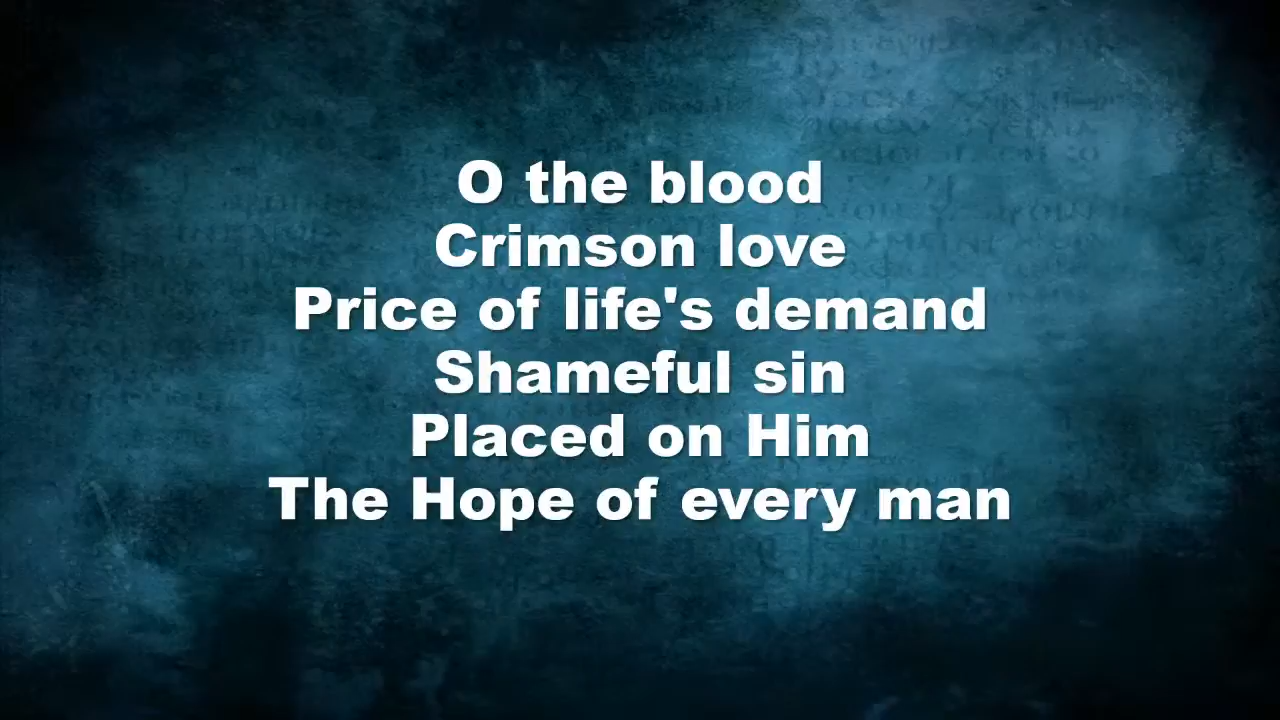 O the blood
Crimson love
Price of life's demand
Shameful sin
Placed on Him
The Hope of every man